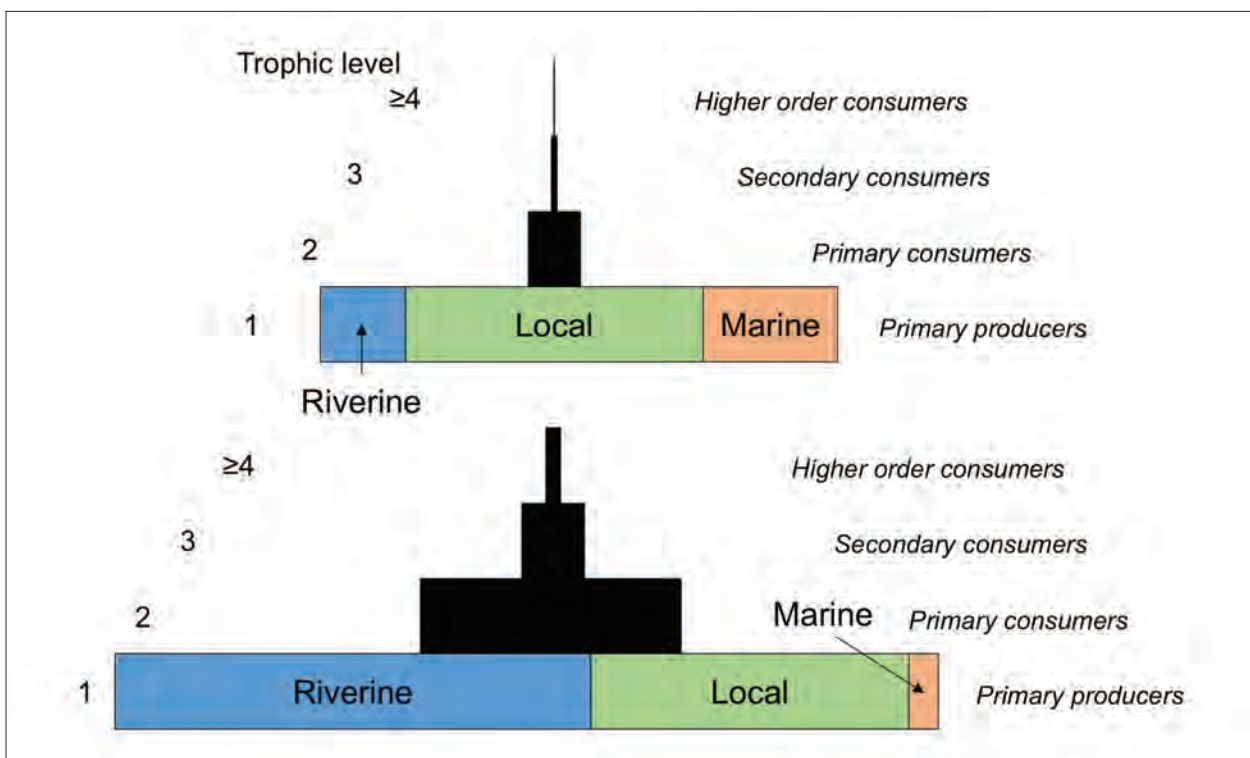 Trophic level
≥4 Higher order consumers
3 Secondary consumers
2 Primary consumers
1 Local Marine Primary producers
Riverine
≥4 Higher order consumers
3 Secondary consumers
2 Marine Primary consumers
1 Riverine Local Primary producers